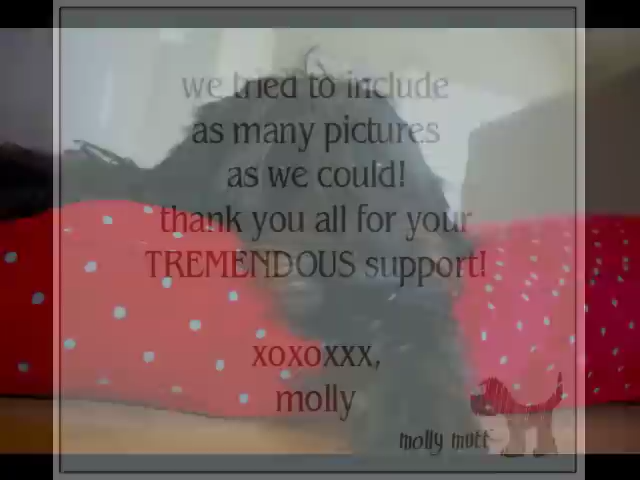 we tried to include
as many pictures
as we could!
thank you all for your
TREMENDOUS support!
xoxoxxx,
molly
molly mutt